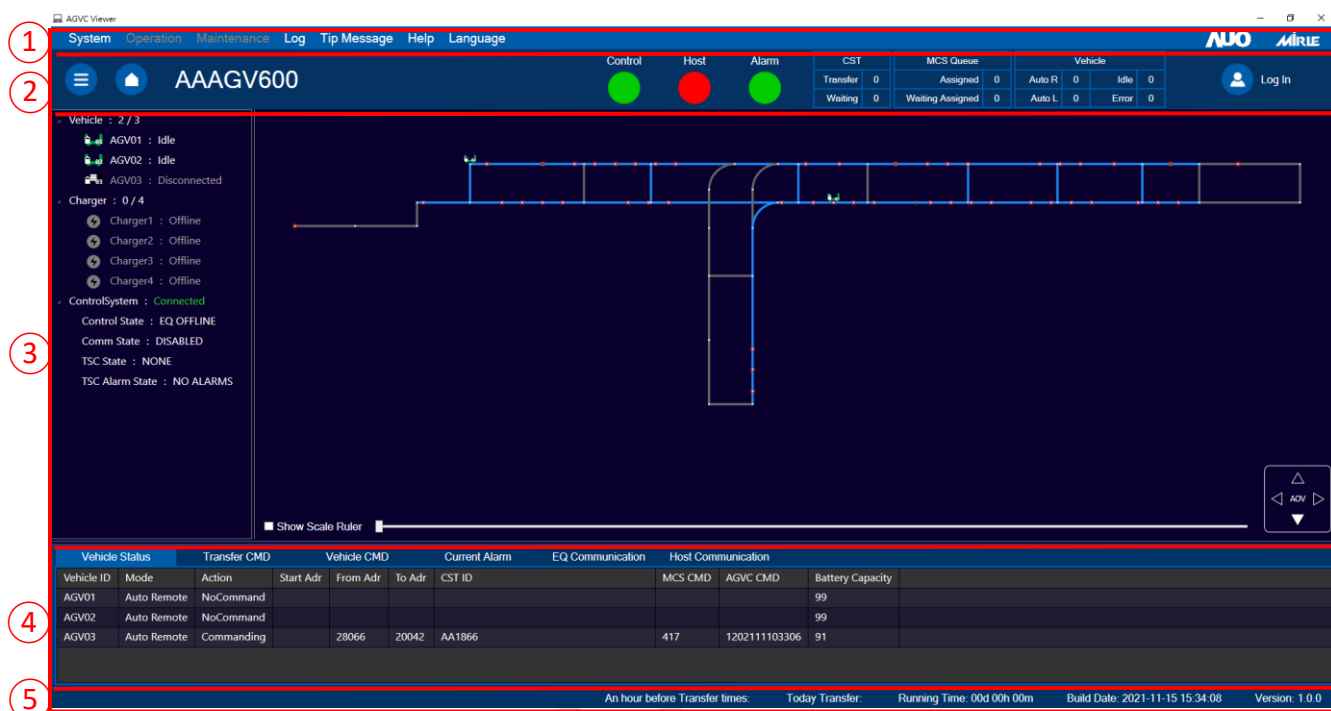 AGVC Viewer
① System Operation Maintenance Log Tip Message Help Language AUO MiRLE
② AAAGV600 Control Host Alarm Log In
CST MCS Queue Vehicle
Transfer 0 Assigned 0 Auto R 0 Idle 0
Waiting 0 Waiting Assigned 0 Auto L 0 Error 0
③
Vehicle : 2 / 3
AGV01 : Idle
AGV02 : Idle
AGV03 : Disconnected
Charger : 0 / 4
Charger1 : Offline
Charger2 : Offline
Charger3 : Offline
Charger4 : Offline
ControlSystem : Connected
Control State : EQ OFFLINE
Comm State : DISABLED
TSC State : NONE
TSC Alarm State : NO ALARMS
Show Scale Ruler
④
Vehicle Status Transfer CMD Vehicle CMD Current Alarm EQ Communication Host Communication
Vehicle ID Mode Action Start Adr From Adr To Adr CST ID MCS CMD AGVC CMD Battery Capacity
AGV01 Auto Remote NoCommand 99
AGV02 Auto Remote NoCommand 99
AGV03 Auto Remote Commanding 28066 20042 AA1866 417 1202111103306 91
⑤ An hour before Transfer times: Today Transfer: Running Time: 00d 00h 00m Build Date: 2021-11-15 15:34:08 Version: 1.0.0